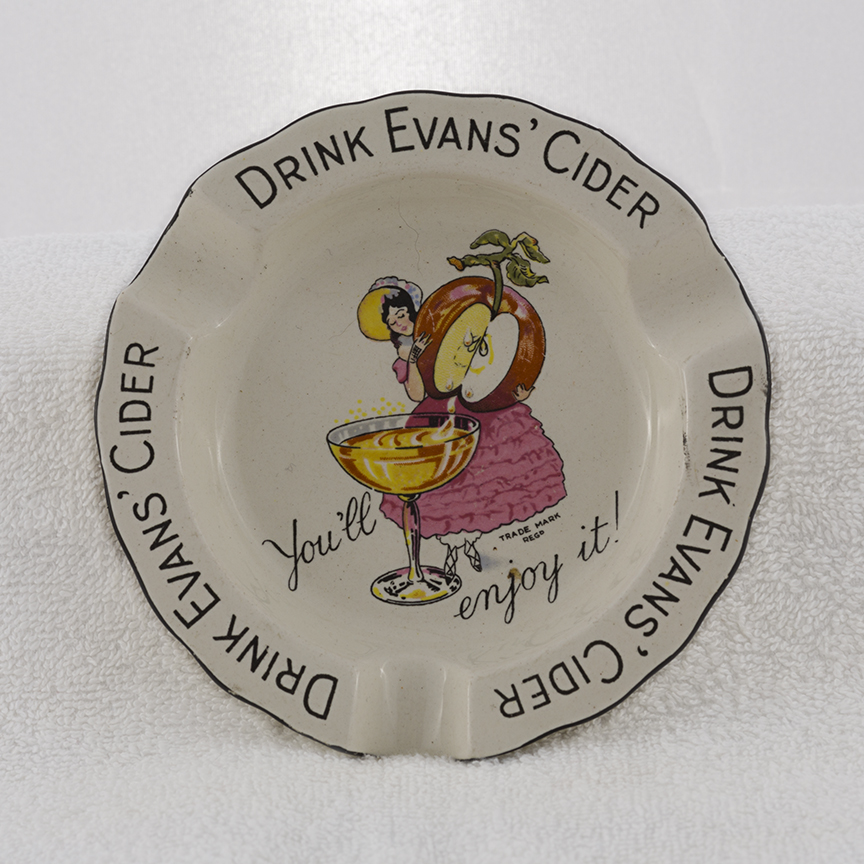 DRINK EVANS' CIDER
DRINK EVANS' CIDER
DRINK EVANS' CIDER
You'll
enjoy it!
TRADE MARK
REGD